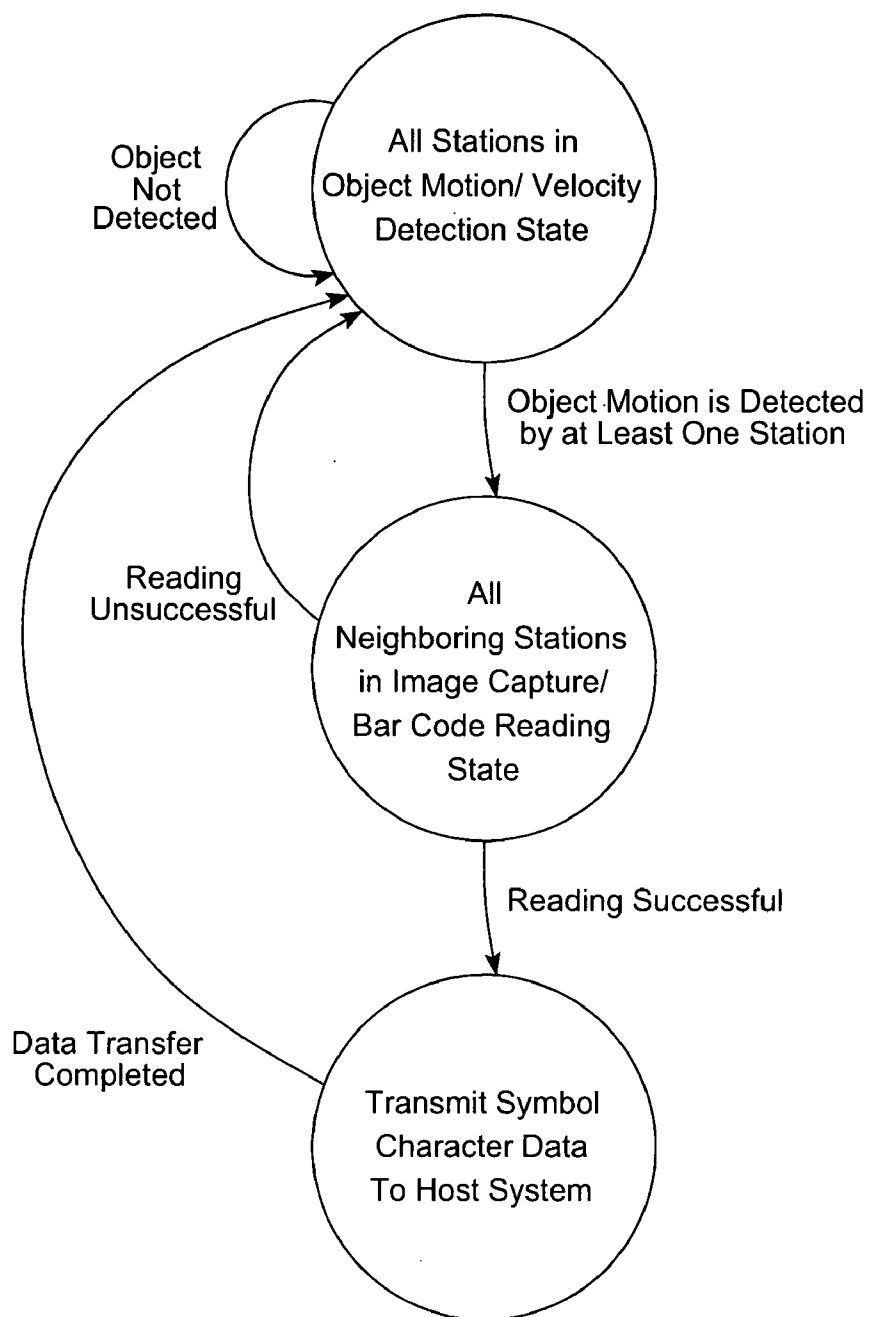 All Stations in
Object Motion/ Velocity
Detection State
Object
Not
Detected
Object Motion is Detected
by at Least One Station
All
Neighboring Stations
in Image Capture/
Bar Code Reading
State
Reading
Unsuccessful
Reading Successful
Data Transfer
Completed
Transmit Symbol
Character Data
To Host System